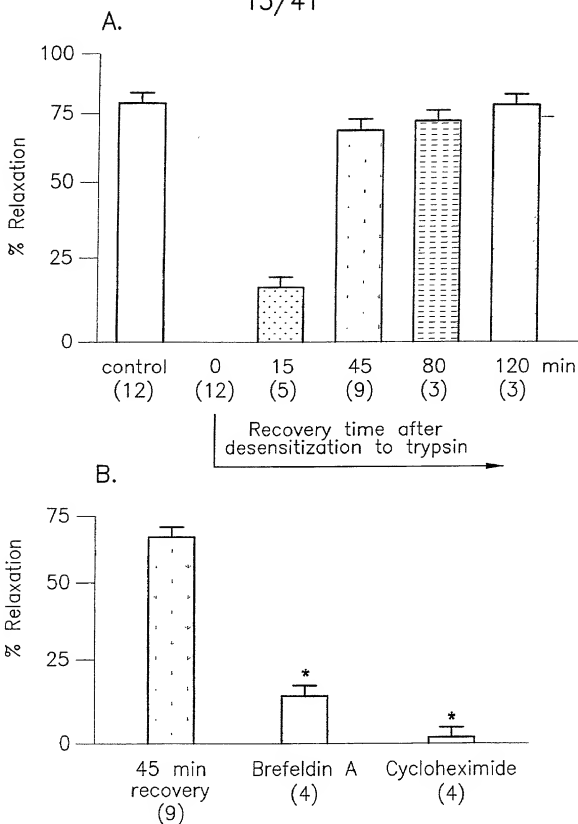 15/41
A.
100
75
50
25
0
% Relaxation
control 0 15 45 80 120 min
(12) (12) (5) (9) (3) (3)
Recovery time after
desensitization to trypsin
B.
75
50
25
0
% Relaxation
* *
45 min Brefeldin A Cycloheximide
recovery (4) (4)
(9)